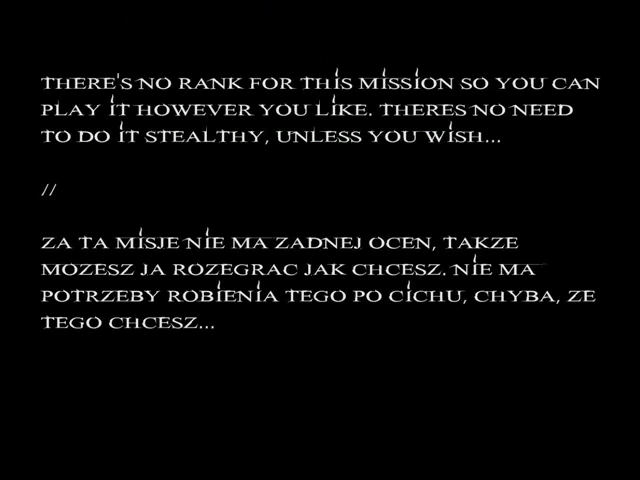 THERE'S NO RANK FOR THIS MISSION SO YOU CAN
PLAY IT HOWEVER YOU LIKE. THERES NO NEED
TO DO IT STEALTHY, UNLESS YOU WISH...
//
ZA TA MISJE NIE MA ZADNEJ OCEN, TAKZE
MOZESZ JA ROZEGRAC JAK CHCESZ. NIE MA
POTRZEBY ROBIENIA TEGO PO CICHU, CHYBA, ZE
TEGO CHCESZ...